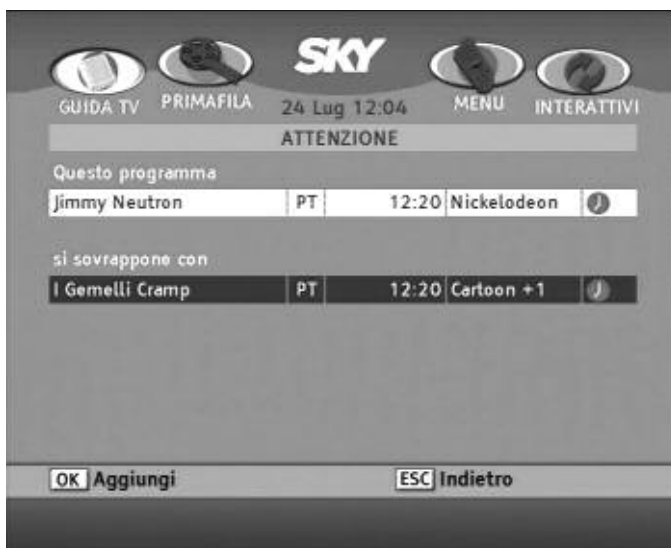 SKY
GUIDA TV PRIMAFILA 24 Lug 12:04 MENU INTERATTIVI
ATTENZIONE
Questo programma
Jimmy Neutron PT 12:20 Nickelodeon
si sovrappone con
I Gemelli Cramp PT 12:20 Cartoon +1
OK Aggiungi ESC Indietro